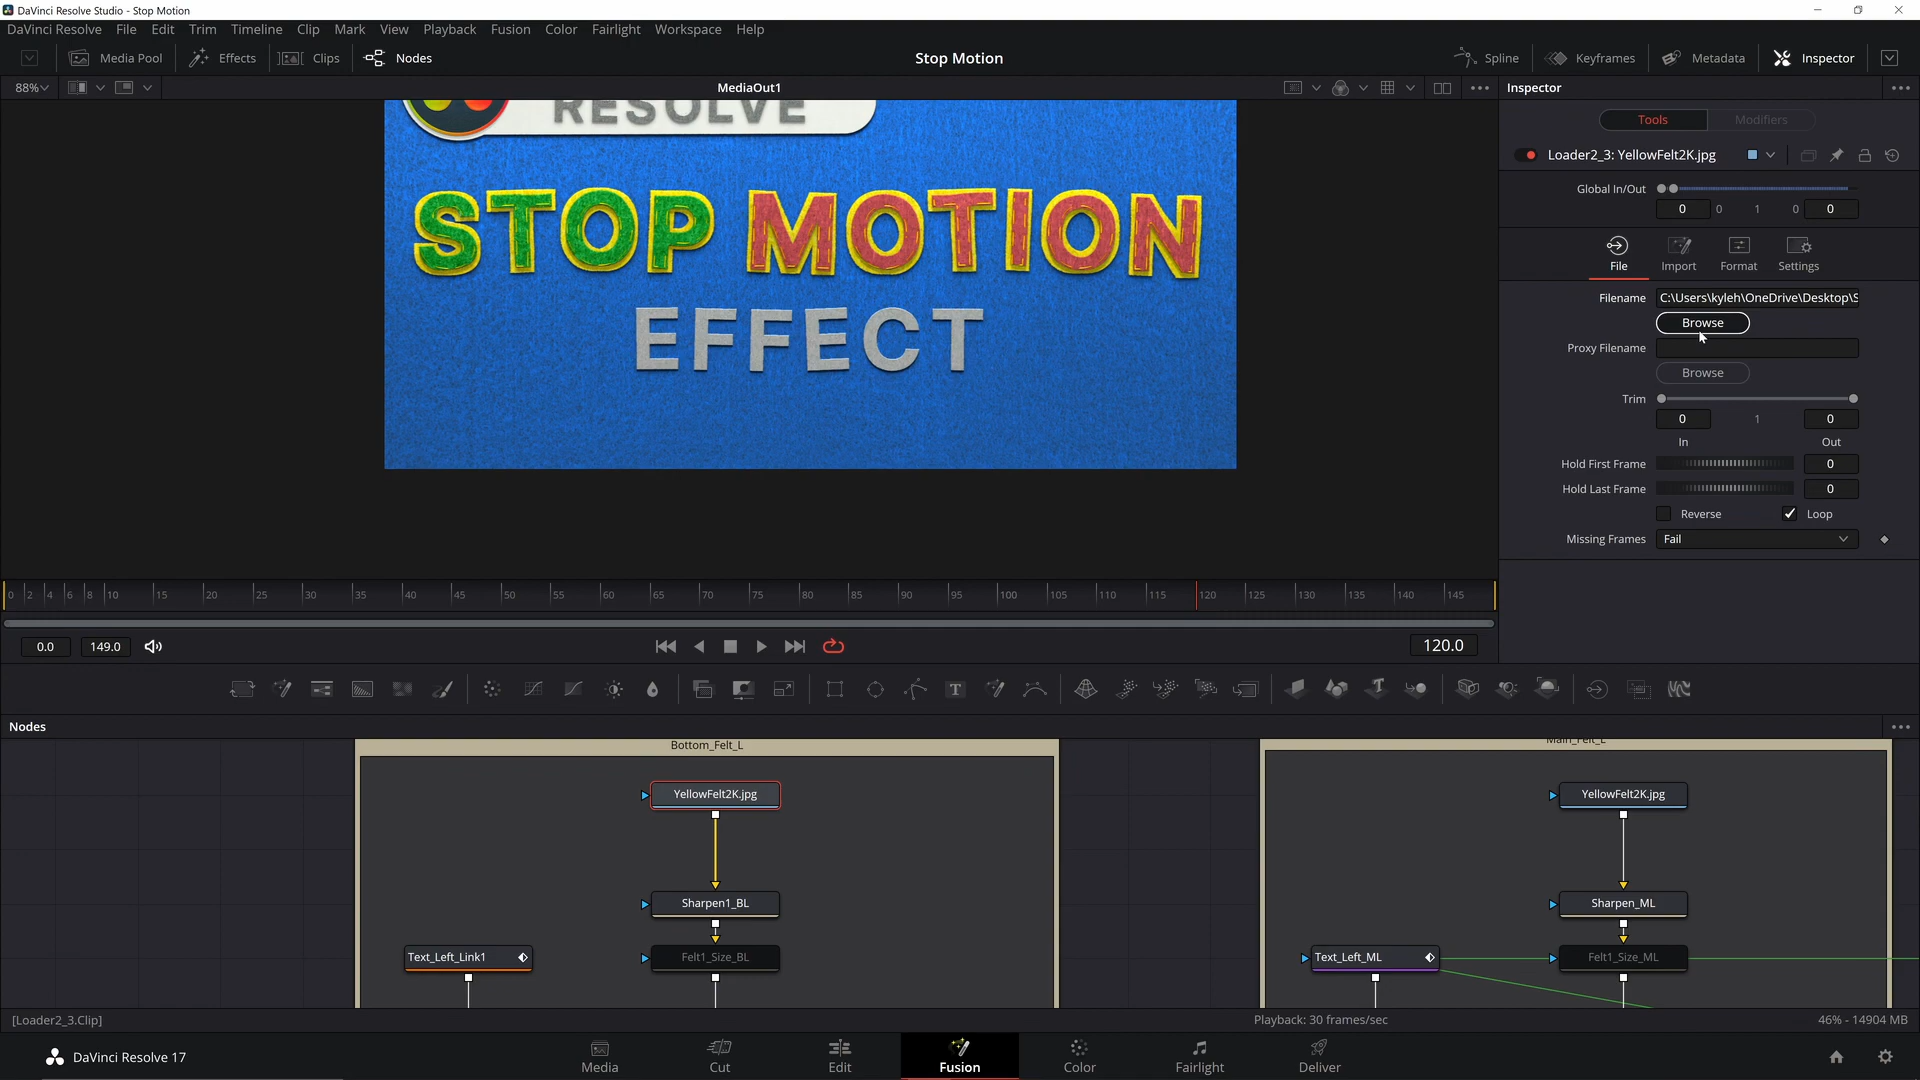 DaVinci Resolve Studio - Stop Motion
DaVinci Resolve File Edit Trim Timeline Clip Mark View Playback Fusion Color Fairlight Workspace Help
Media Pool Effects Clips Nodes Stop Motion Spline Keyframes Metadata Inspector
88% MediaOut1 Inspector
RESOLVE
STOP MOTION
EFFECT
Tools Modifiers
Loader2_3: YellowFelt2K.jpg
Global In/Out
0 0 1 0 0
File Import Format Settings
Filename C:\Users\kyleh\OneDrive\Desktop\S
Browse
Proxy Filename
Browse
Trim
0 1 0
In Out
Hold First Frame 0
Hold Last Frame 0
Reverse Loop
Missing Frames Fail
0 2 4 6 8 10 15 20 25 30 35 40 45 50 55 60 65 70 75 80 85 90 95 100 105 110 115 120 125 130 135 140 145
0.0 149.0 120.0
T
Nodes
Bottom_Felt_L Main_Felt_L
YellowFelt2K.jpg YellowFelt2K.jpg
Sharpen1_BL Sharpen_ML
Text_Left_Link1 Felt1_Size_BL Text_Left_ML Felt1_Size_ML
[Loader2_3.Clip] Playback: 30 frames/sec 46% - 14904 MB
DaVinci Resolve 17 Media Cut Edit Fusion Color Fairlight Deliver